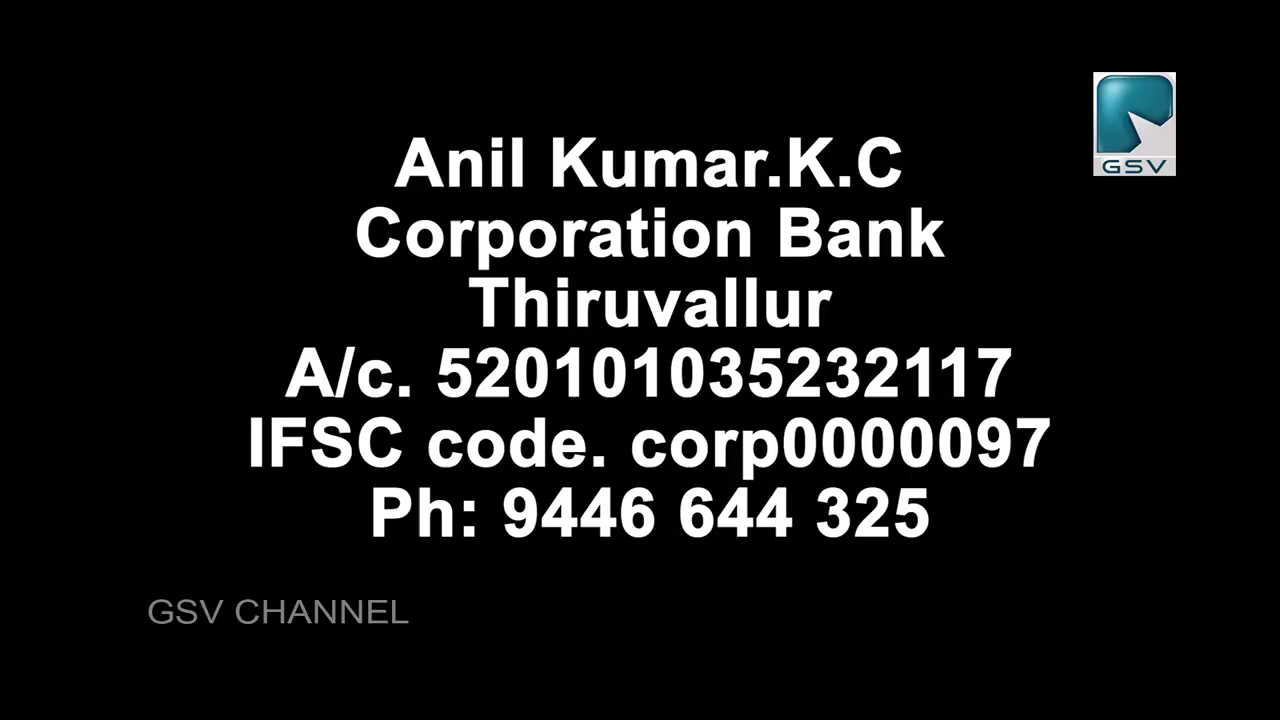 GSV
Anil Kumar.K.C
Corporation Bank
Thiruvallur
A/c. 520101035232117
IFSC code. corp0000097
Ph: 9446 644 325
GSV CHANNEL